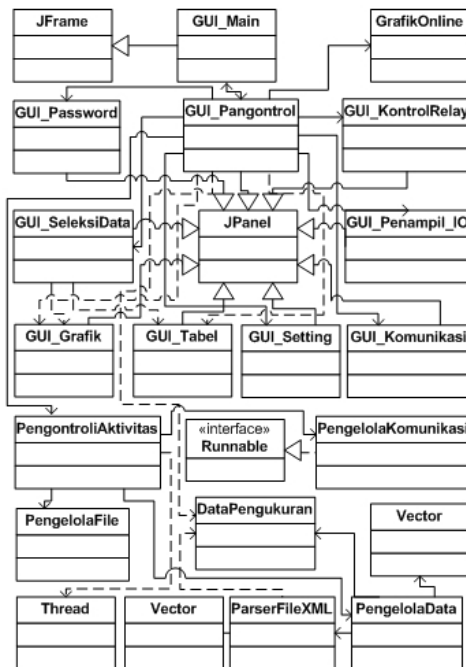 JFrame
GUI_Main
GrafikOnline
GUI_Password
GUI_Pangontrol
GUI_KontrolRelay
GUI_SeleksiData
JPanel
GUI_Penampil_IO
GUI_Grafik
GUI_Tabel
GUI_Setting
GUI_Komunikasi
PengontroliAktivitas
«interface»
Runnable
PengelolaKomunikasi
PengelolaFile
DataPengukuran
Vector
Thread
Vector
ParserFileXML
PengelolaData